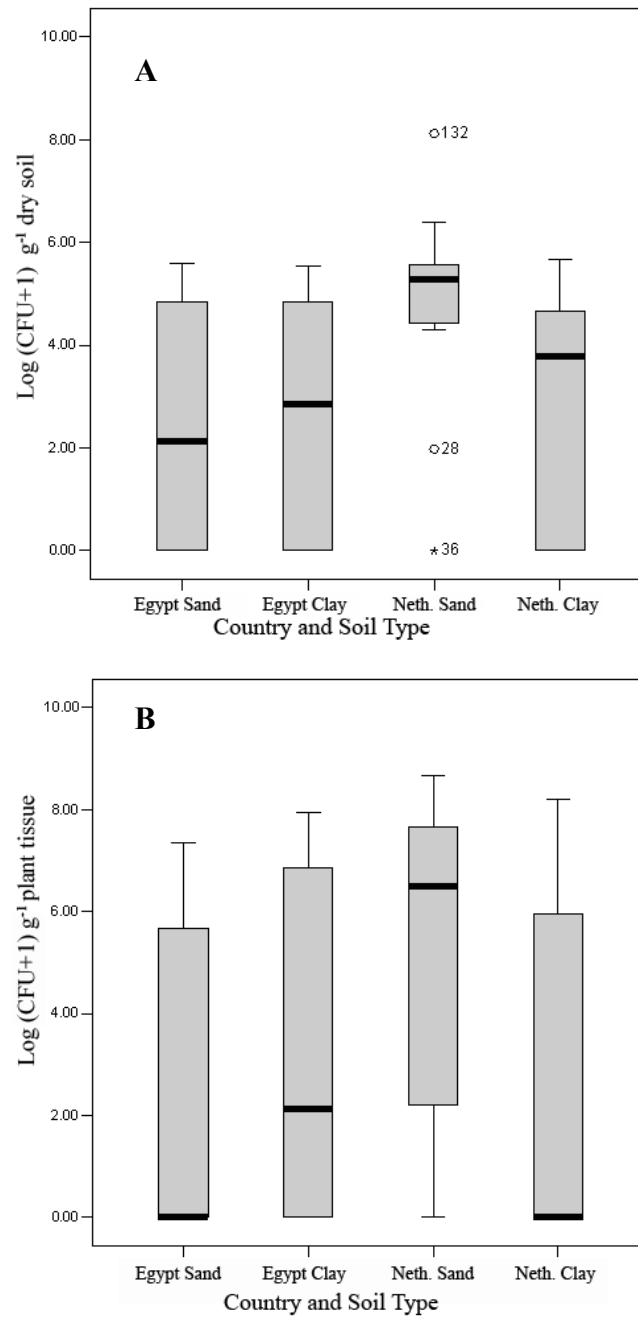 A
10.00
8.00
6.00
4.00
2.00
0.00
Log (CFU+1) g⁻¹ dry soil
132
28
36
Egypt Sand Egypt Clay Neth. Sand Neth. Clay
Country and Soil Type
B
10.00
8.00
6.00
4.00
2.00
0.00
Log (CFU+1) g⁻¹ plant tissue
Egypt Sand Egypt Clay Neth. Sand Neth. Clay
Country and Soil Type